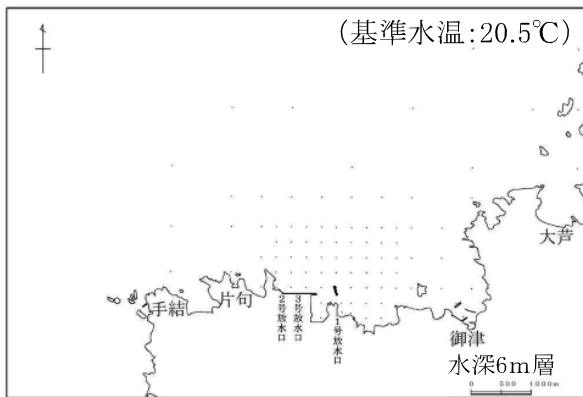 (基準水温:20.5℃)
大芦
手結
片句
2号放水口
3号放水口
1号放水口
御津
水深6m層
0 500 1000m